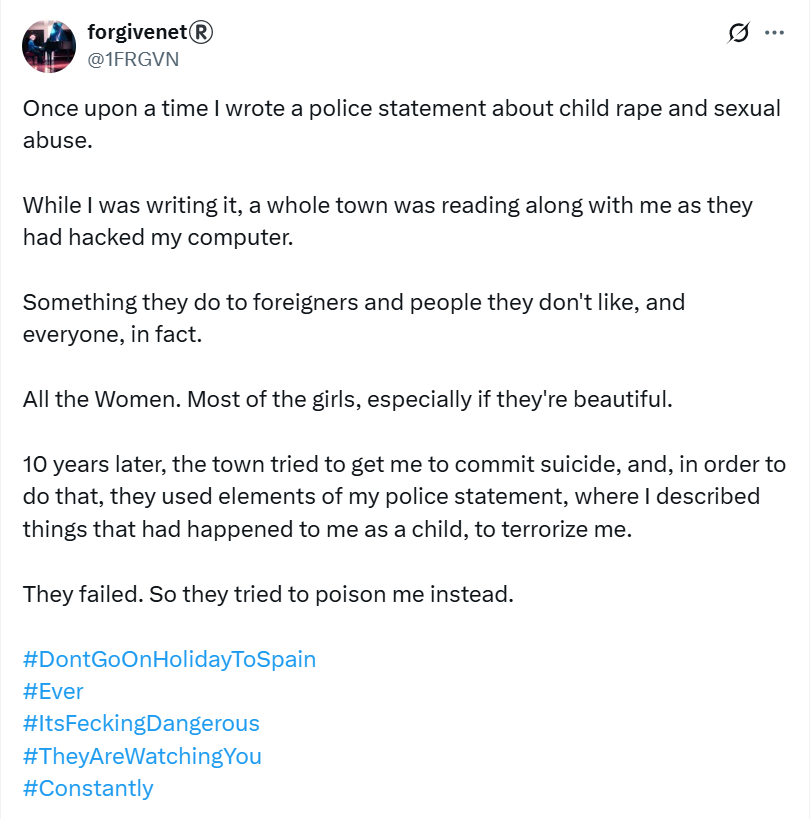 forgivenet®
@1FRGVN
Once upon a time I wrote a police statement about child rape and sexual
abuse.
While I was writing it, a whole town was reading along with me as they
had hacked my computer.
Something they do to foreigners and people they don't like, and
everyone, in fact.
All the Women. Most of the girls, especially if they're beautiful.
10 years later, the town tried to get me to commit suicide, and, in order to
do that, they used elements of my police statement, where I described
things that had happened to me as a child, to terrorize me.
They failed. So they tried to poison me instead.
#DontGoOnHolidayToSpain
#Ever
#ItsFeckingDangerous
#TheyAreWatchingYou
#Constantly